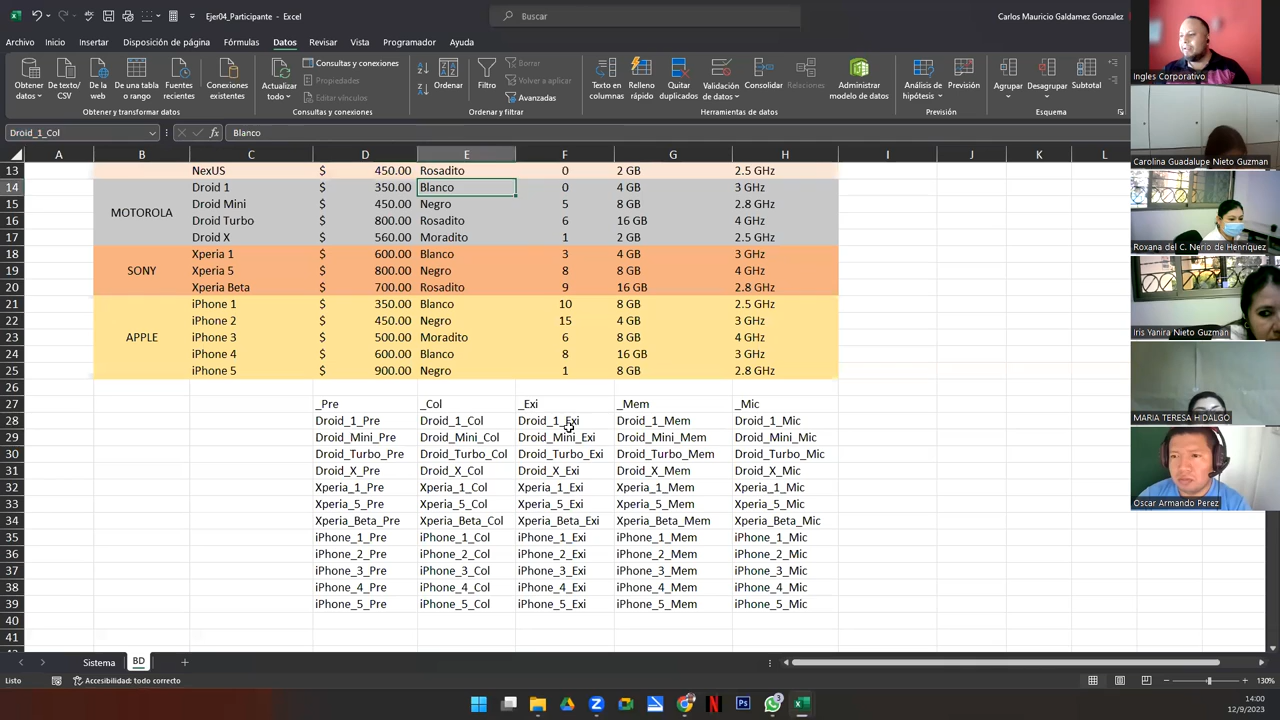 Ejer04_Participante - Excel
Buscar
Carlos Mauricio Galdamez Gonzalez
Archivo Inicio Insertar Disposición de página Fórmulas Datos Revisar Vista Programador Ayuda
Obtener datos
De texto/CSV
De la web
De una tabla o rango
Fuentes recientes
Conexiones existentes
Obtener y transformar datos
Actualizar todo
Consultas y conexiones
Propiedades
Editar vínculos
Consultas y conexiones
Ordenar
Filtro
Borrar
Volver a aplicar
Avanzadas
Ordenar y filtrar
Texto en columnas
Relleno rápido
Quitar duplicados
Validación de datos
Consolidar
Relaciones
Administrar modelo de datos
Herramientas de datos
Análisis de hipótesis
Previsión
Previsión
Agrupar
Desagrupar
Subtotal
Esquema
Droid_1_Col
Blanco
A B C D E F G H I J K L
13 NexUS $ 450.00 Rosadito 0 2 GB 2.5 GHz
14 Droid 1 $ 350.00 Blanco 0 4 GB 3 GHz
15 Droid Mini $ 450.00 Negro 5 8 GB 2.8 GHz
MOTOROLA
16 Droid Turbo $ 800.00 Rosadito 6 16 GB 4 GHz
17 Droid X $ 560.00 Moradito 1 2 GB 2.5 GHz
18 Xperia 1 $ 600.00 Blanco 3 4 GB 3 GHz
19 SONY Xperia 5 $ 800.00 Negro 8 8 GB 4 GHz
20 Xperia Beta $ 700.00 Rosadito 9 16 GB 2.8 GHz
21 iPhone 1 $ 350.00 Blanco 10 8 GB 2.5 GHz
22 iPhone 2 $ 450.00 Negro 15 4 GB 3 GHz
23 APPLE iPhone 3 $ 500.00 Moradito 6 8 GB 4 GHz
24 iPhone 4 $ 600.00 Blanco 8 16 GB 3 GHz
25 iPhone 5 $ 900.00 Negro 1 8 GB 2.8 GHz
26
27 _Pre _Col _Exi _Mem _Mic
28 Droid_1_Pre Droid_1_Col Droid_1_Exi Droid_1_Mem Droid_1_Mic
29 Droid_Mini_Pre Droid_Mini_Col Droid_Mini_Exi Droid_Mini_Mem Droid_Mini_Mic
30 Droid_Turbo_Pre Droid_Turbo_Col Droid_Turbo_Exi Droid_Turbo_Mem Droid_Turbo_Mic
31 Droid_X_Pre Droid_X_Col Droid_X_Exi Droid_X_Mem Droid_X_Mic
32 Xperia_1_Pre Xperia_1_Col Xperia_1_Exi Xperia_1_Mem Xperia_1_Mic
33 Xperia_5_Pre Xperia_5_Col Xperia_5_Exi Xperia_5_Mem Xperia_5_Mic
34 Xperia_Beta_Pre Xperia_Beta_Col Xperia_Beta_Exi Xperia_Beta_Mem Xperia_Beta_Mic
35 iPhone_1_Pre iPhone_1_Col iPhone_1_Exi iPhone_1_Mem iPhone_1_Mic
36 iPhone_2_Pre iPhone_2_Col iPhone_2_Exi iPhone_2_Mem iPhone_2_Mic
37 iPhone_3_Pre iPhone_3_Col iPhone_3_Exi iPhone_3_Mem iPhone_3_Mic
38 iPhone_4_Pre iPhone_4_Col iPhone_4_Exi iPhone_4_Mem iPhone_4_Mic
39 iPhone_5_Pre iPhone_5_Col iPhone_5_Exi iPhone_5_Mem iPhone_5_Mic
40
41
Sistema BD
Listo
Accesibilidad: todo correcto
130%
14:00
12/9/2023
Ingles Corporativo
Carolina Guadalupe Nieto Guzman
Roxana del C. Nerio de Henríquez
Iris Yanira Nieto Guzmán
MARIA TERESA HIDALGO
Oscar Armando Perez